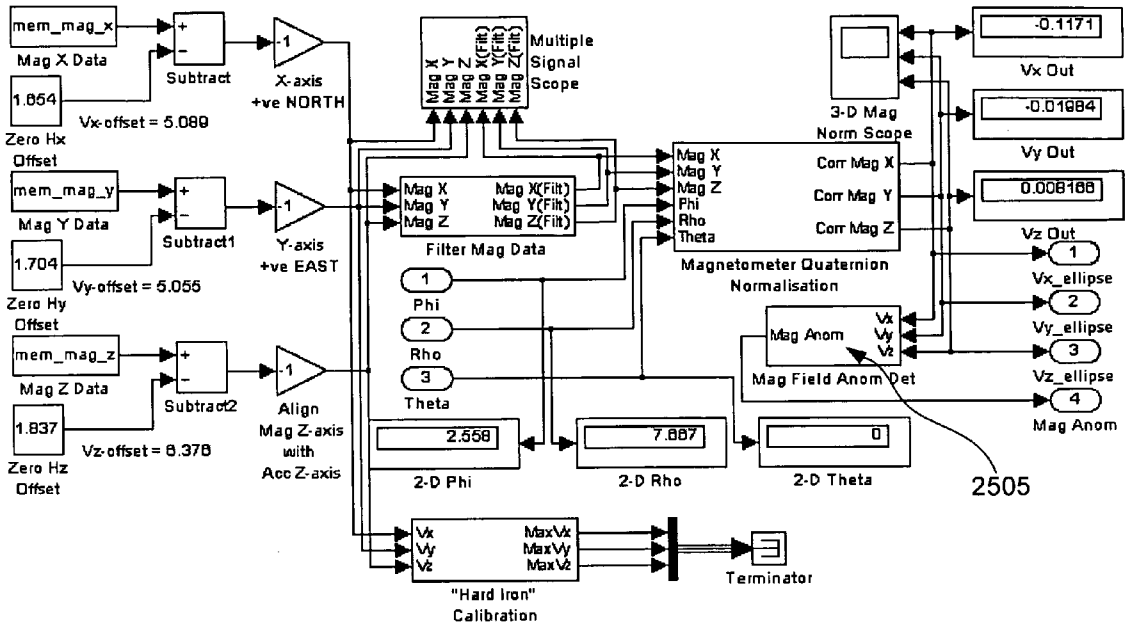 mem_mag_x
Mag X Data
+
−
Subtract
-1
X-axis
+ve NORTH
1.654
Zero Hx
Offset
Vx-offset = 5.089
mem_mag_y
Mag Y Data
+
−
Subtract1
-1
Y-axis
+ve EAST
1.704
Zero Hy
Offset
Vy-offset = 5.055
mem_mag_z
Mag Z Data
+
−
Subtract2
-1
Align
Mag Z-axis
with
Acc Z-axis
1.837
Zero Hz
Offset
Vz-offset = 6.376
Mag X
Mag Y
Mag Z
Mag X(Filt)
Mag Y(Filt)
Mag Z(Filt)
Multiple
Signal
Scope
Mag X
Mag Y
Mag Z
Mag X(Filt)
Mag Y(Filt)
Mag Z(Filt)
Filter Mag Data
1
Phi
2
Rho
3
Theta
Mag X
Mag Y
Mag Z
Phi
Rho
Theta
Corr Mag X
Corr Mag Y
Corr Mag Z
Magnetometer Quaternion
Normalisation
3-D Mag
Norm Scope
-0.1171
Vx Out
-0.01984
Vy Out
0.008166
Vz Out
1
Vx_ellipse
2
Vy_ellipse
3
Vz_ellipse
4
Mag Anom
Mag Anom
Vx
Vy
Vz
Mag Field Anom Det
2505
2.558
2-D Phi
7.667
2-D Rho
0
2-D Theta
Vx
Vy
Vz
MaxVx
MaxVy
MaxVz
"Hard Iron"
Calibration
Terminator